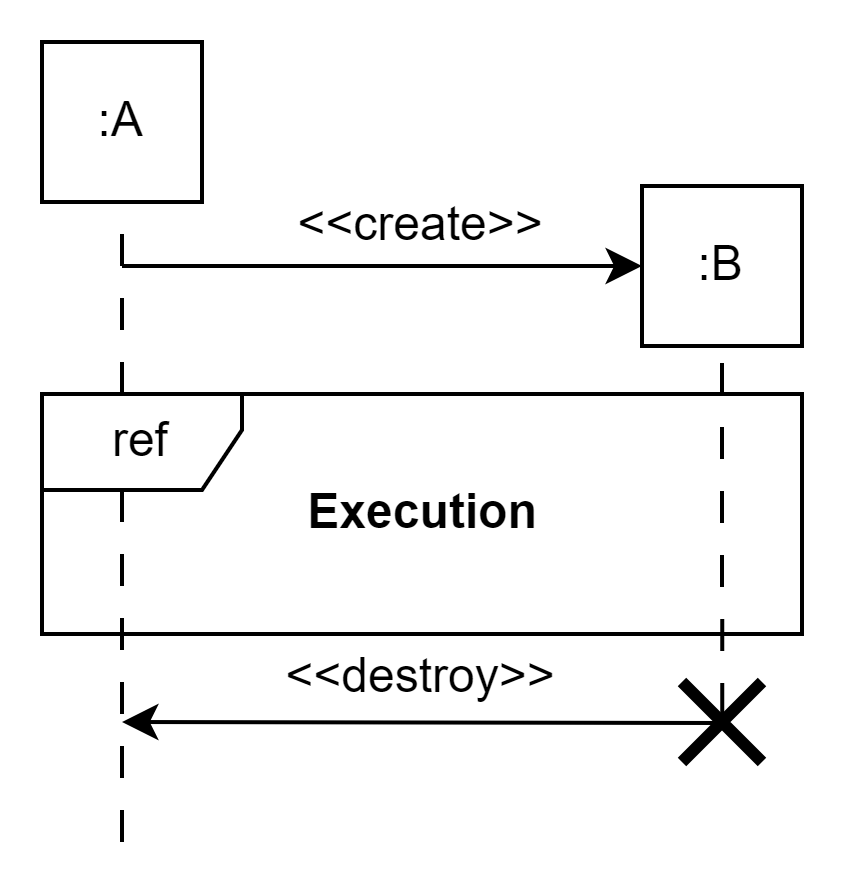 :A
<<create>>
:B
ref
Execution
<<destroy>>